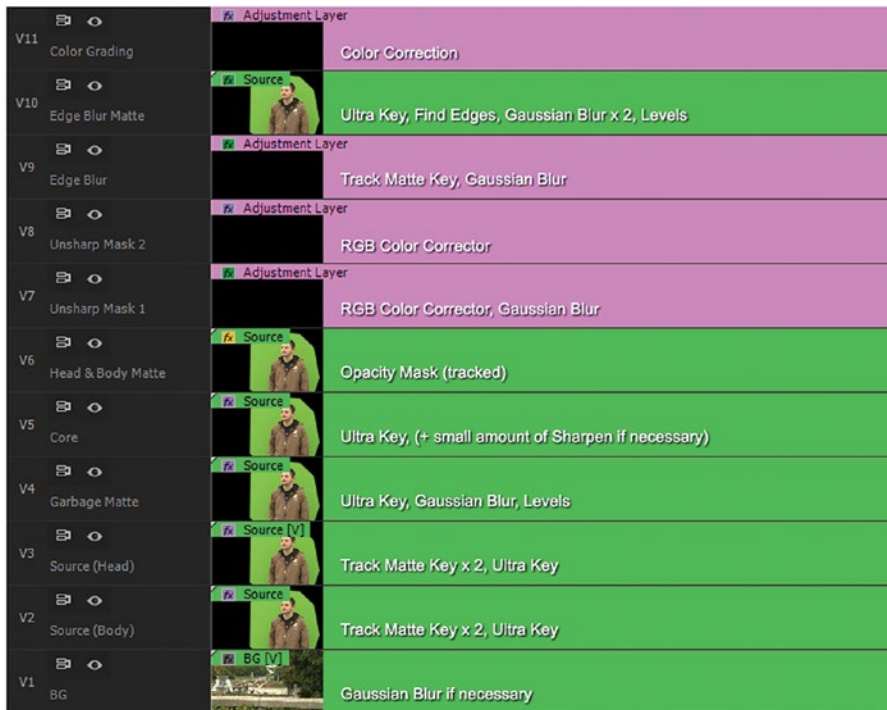 Adjustment Layer
V11
Color Grading
Color Correction
Source
V10
Edge Blur Matte
Ultra Key, Find Edges, Gaussian Blur x 2, Levels
Adjustment Layer
V9
Edge Blur
Track Matte Key, Gaussian Blur
Adjustment Layer
V8
Unsharp Mask 2
RGB Color Corrector
Adjustment Layer
V7
Unsharp Mask 1
RGB Color Corrector, Gaussian Blur
Source
V6
Head & Body Matte
Opacity Mask (tracked)
Source
V5
Core
Ultra Key, (+ small amount of Sharpen if necessary)
Source
V4
Garbage Matte
Ultra Key, Gaussian Blur, Levels
Source [V]
V3
Source (Head)
Track Matte Key x 2, Ultra Key
Source
V2
Source (Body)
Track Matte Key x 2, Ultra Key
BG [V]
V1
BG
Gaussian Blur if necessary